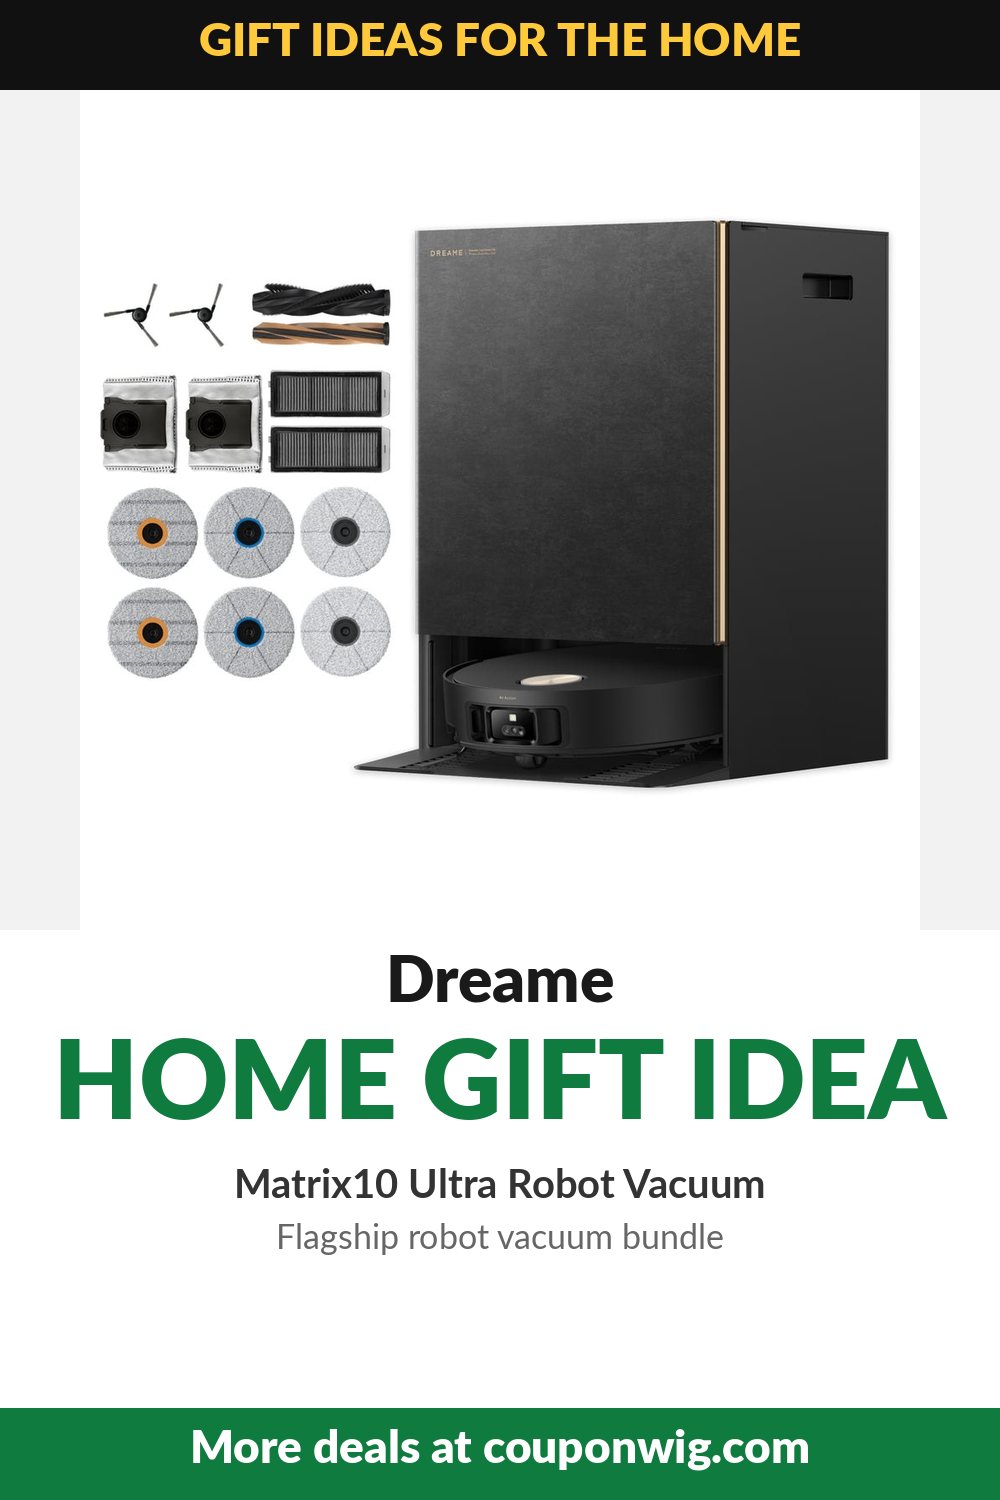 GIFT IDEAS FOR THE HOME
DREAME
Dreame
HOME GIFT IDEA
Matrix10 Ultra Robot Vacuum
Flagship robot vacuum bundle
More deals at couponwig.com